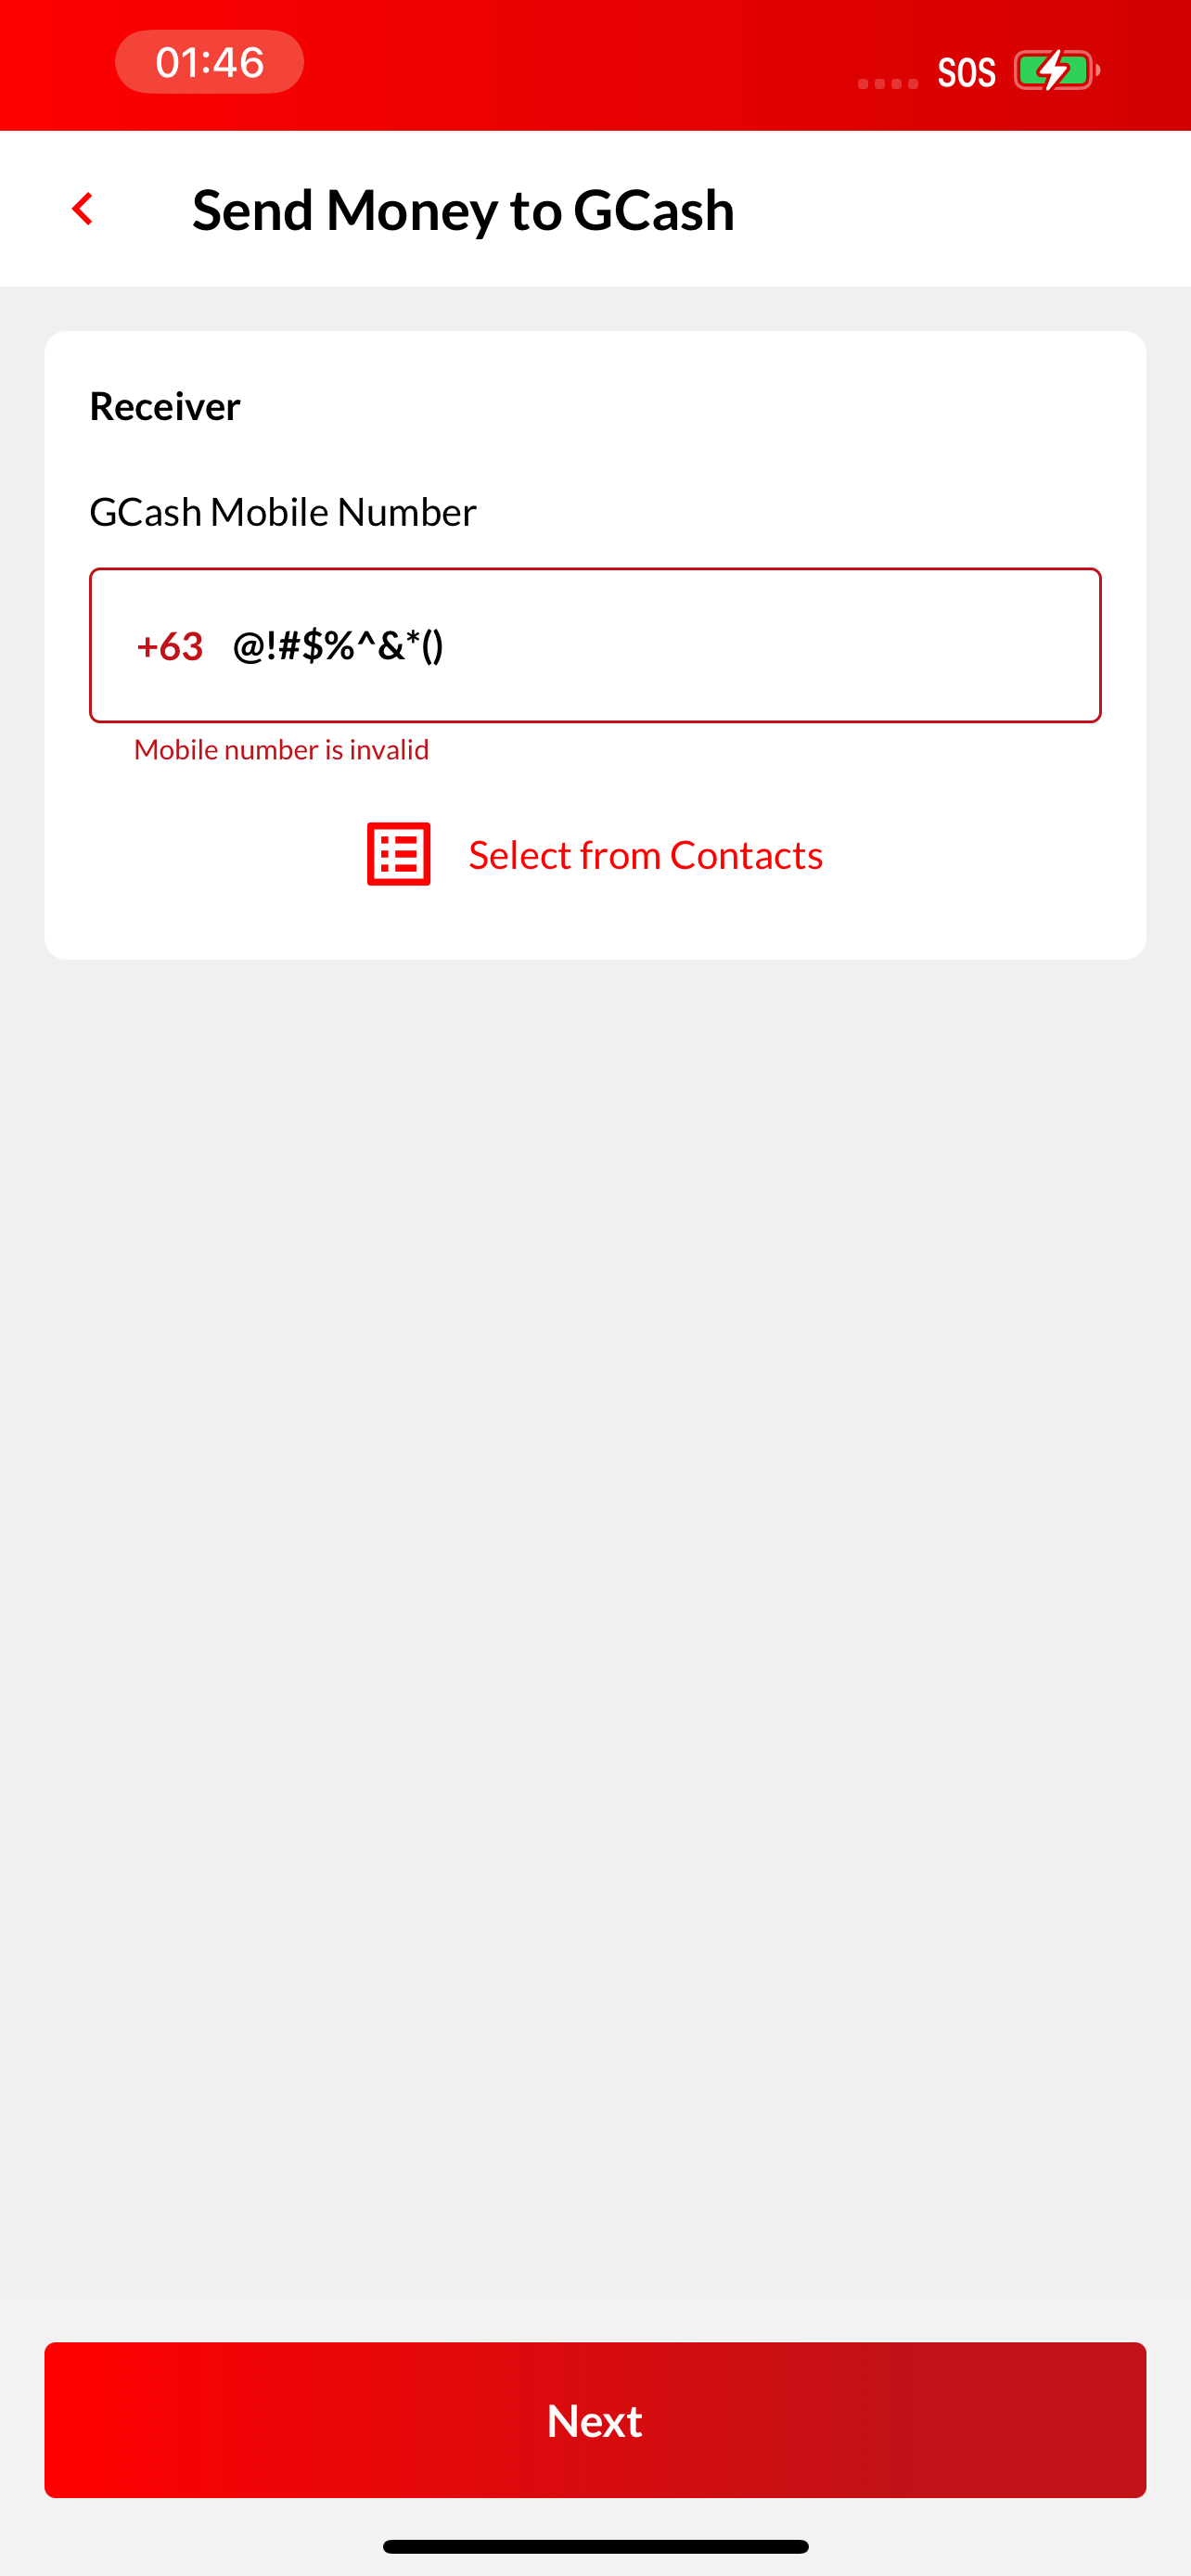 01:46
SOS
Send Money to GCash
Receiver
GCash Mobile Number
+63 @!#$%^&*()
Mobile number is invalid
Select from Contacts
Next